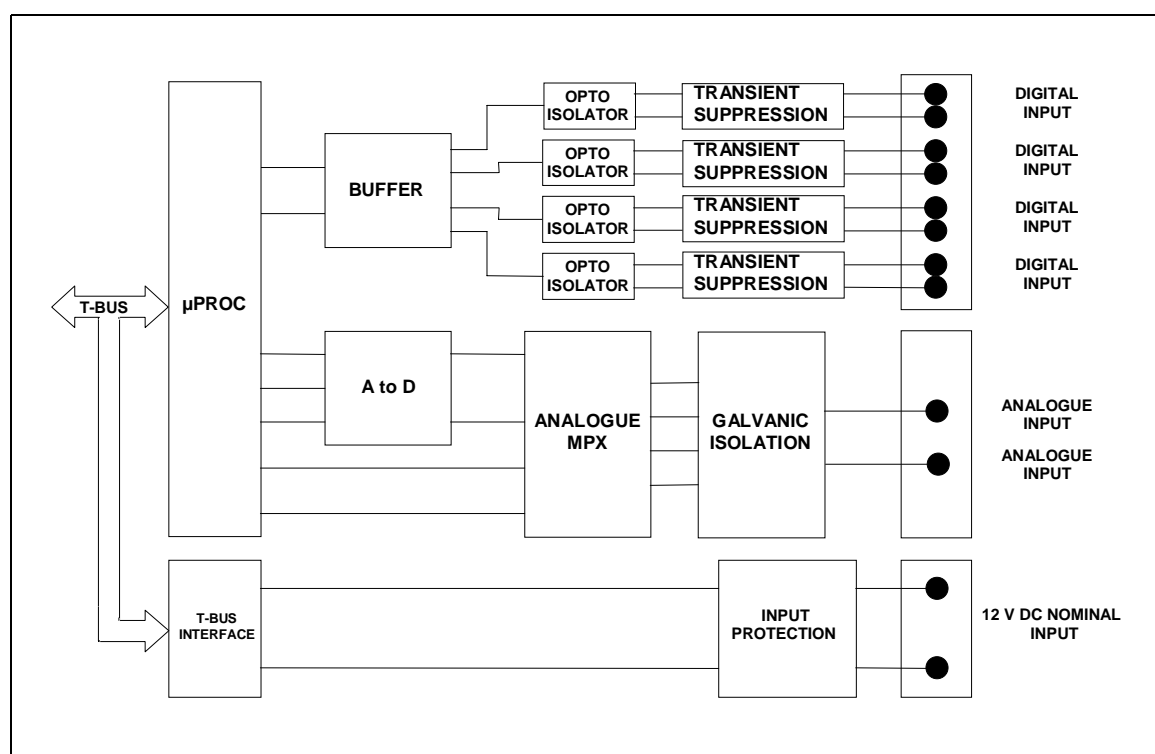 OPTO
ISOLATOR
TRANSIENT
SUPPRESSION
DIGITAL
INPUT
OPTO
ISOLATOR
TRANSIENT
SUPPRESSION
DIGITAL
INPUT
BUFFER
OPTO
ISOLATOR
TRANSIENT
SUPPRESSION
DIGITAL
INPUT
OPTO
ISOLATOR
TRANSIENT
SUPPRESSION
DIGITAL
INPUT
T-BUS
µPROC
A to D
ANALOGUE
MPX
GALVANIC
ISOLATION
ANALOGUE
INPUT
ANALOGUE
INPUT
T-BUS
INTERFACE
INPUT
PROTECTION
12 V DC NOMINAL
INPUT